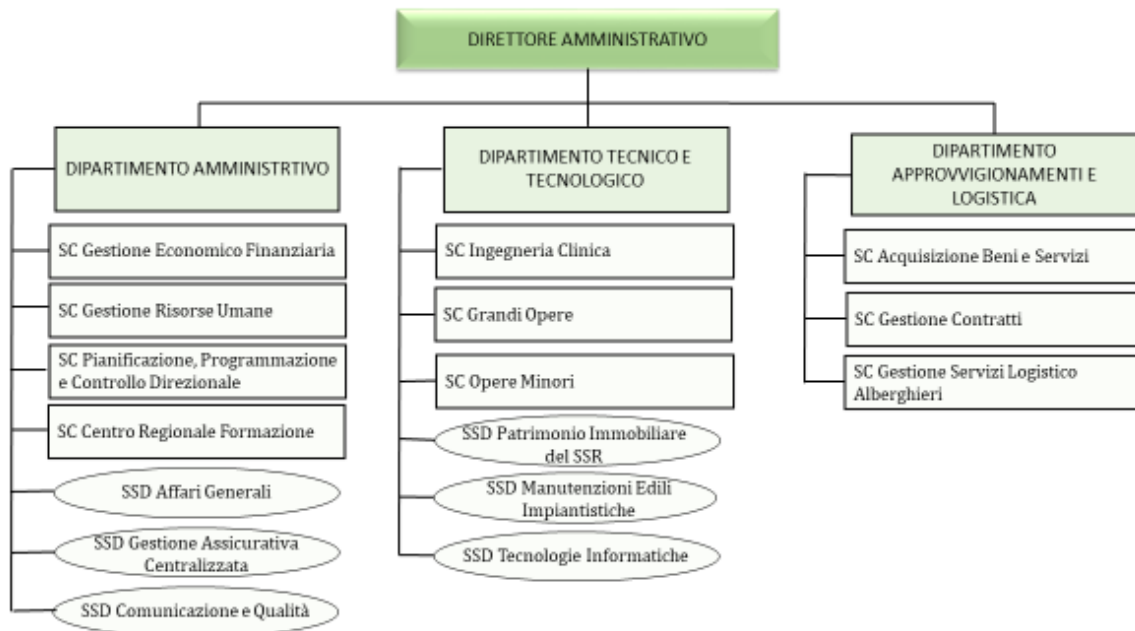 DIRETTORE AMMINISTRATIVO
DIPARTIMENTO AMMINISTRTIVO
SC Gestione Economico Finanziaria
SC Gestione Risorse Umane
SC Pianificazione, Programmazione
e Controllo Direzionale
SC Centro Regionale Formazione
SSD Affari Generali
SSD Gestione Assicurativa
Centralizzata
SSD Comunicazione e Qualità
DIPARTIMENTO TECNICO E
TECNOLOGICO
SC Ingegneria Clinica
SC Grandi Opere
SC Opere Minori
SSD Patrimonio Immobiliare
del SSR
SSD Manutenzioni Edili
Impiantistiche
SSD Tecnologie Informatiche
DIPARTIMENTO
APPROVVIGIONAMENTI E
LOGISTICA
SC Acquisizione Beni e Servizi
SC Gestione Contratti
SC Gestione Servizi Logistico
Alberghieri